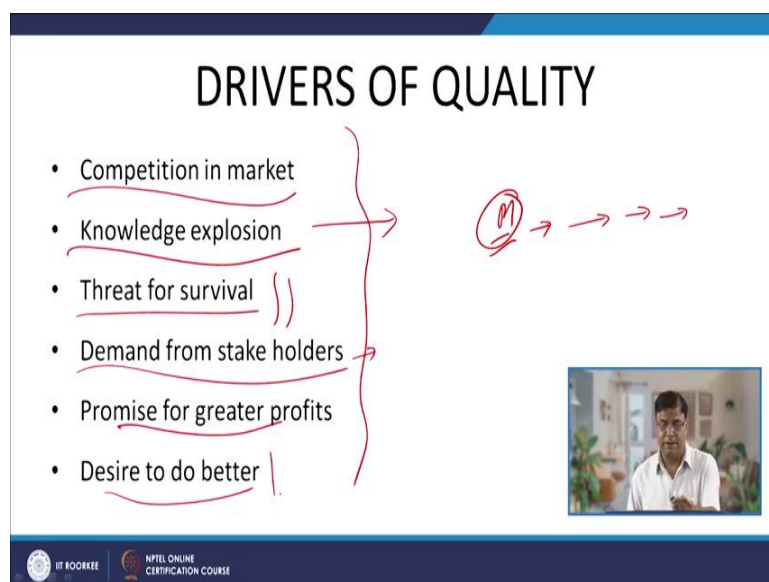 DRIVERS OF QUALITY
• Competition in market
• Knowledge explosion
• Threat for survival
• Demand from stake holders
• Promise for greater profits
• Desire to do better
M
IIT ROORKEE
NPTEL ONLINE
CERTIFICATION COURSE